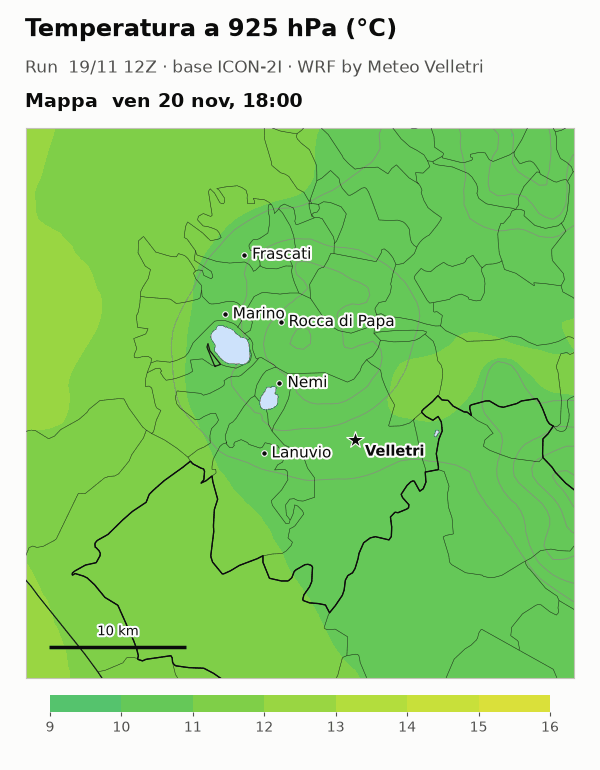 Temperatura a 925 hPa (°C)
Run  19/11 12Z · base ICON-2I · WRF by Meteo Velletri
Mappa  ven 20 nov, 18:00
Frascati
Marino
Rocca di Papa
Nemi
Velletri
Lanuvio
10 km
9 10 11 12 13 14 15 16